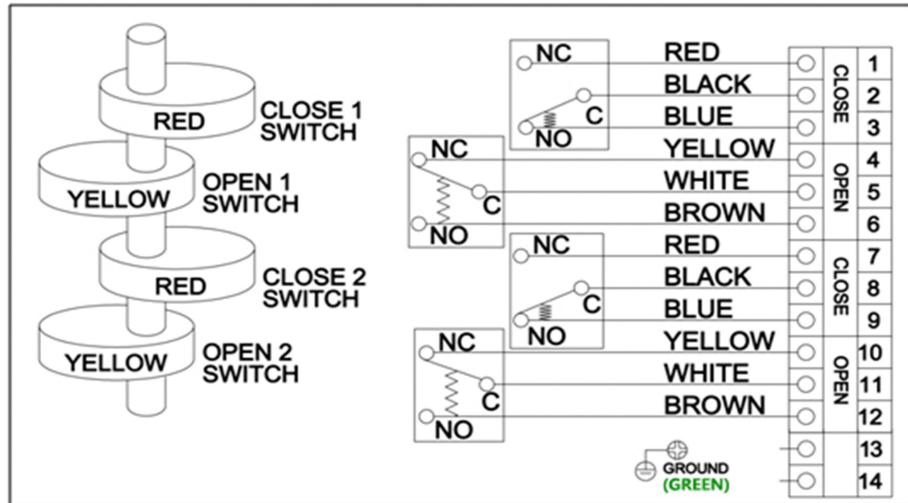 RED
CLOSE 1
SWITCH
YELLOW
OPEN 1
SWITCH
RED
CLOSE 2
SWITCH
YELLOW
OPEN 2
SWITCH
NC
C
NO
RED
BLACK
BLUE
CLOSE
1
2
3
NC
C
NO
YELLOW
WHITE
BROWN
OPEN
4
5
6
NC
C
NO
RED
BLACK
BLUE
CLOSE
7
8
9
NC
C
NO
YELLOW
WHITE
BROWN
OPEN
10
11
12
13
14
GROUND
(GREEN)